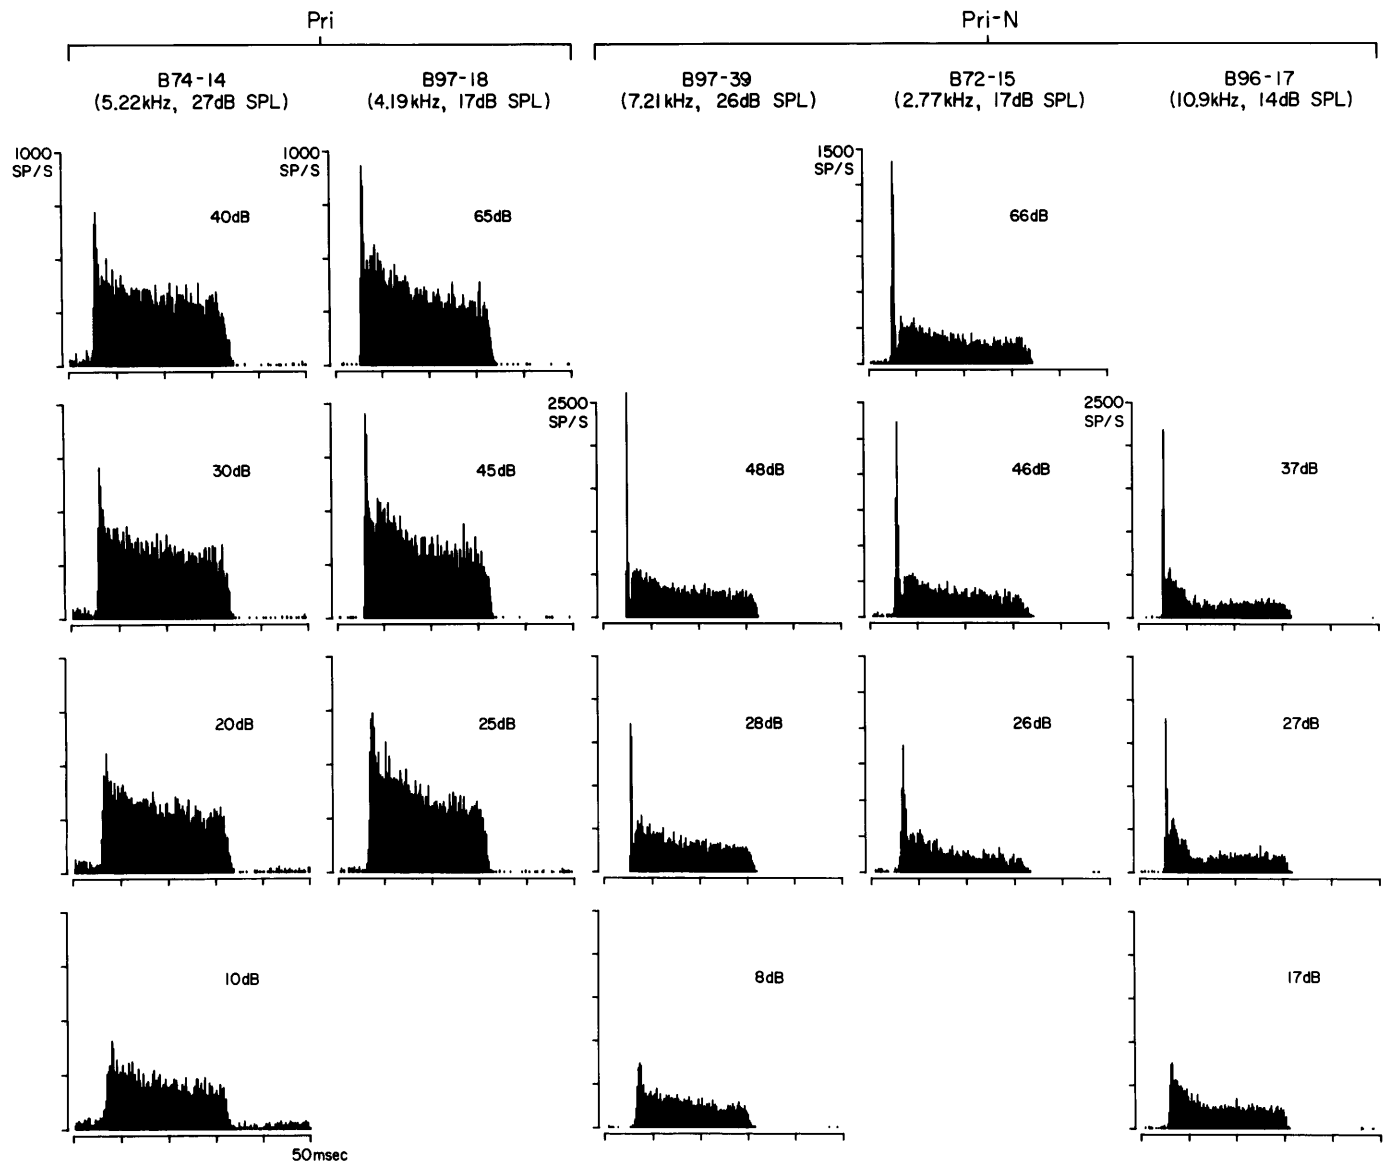 Pri
Pri-N
B74-14
(5.22kHz, 27dB SPL)
B97-18
(4.19kHz, 17dB SPL)
B97-39
(7.21kHz, 26dB SPL)
B72-15
(2.77kHz, 17dB SPL)
B96-17
(10.9kHz, 14dB SPL)
1000
SP/S
40dB
1000
SP/S
65dB
1500
SP/S
66dB
30dB
45dB
2500
SP/S
48dB
46dB
2500
SP/S
37dB
20dB
25dB
28dB
26dB
27dB
10dB
8dB
17dB
50msec